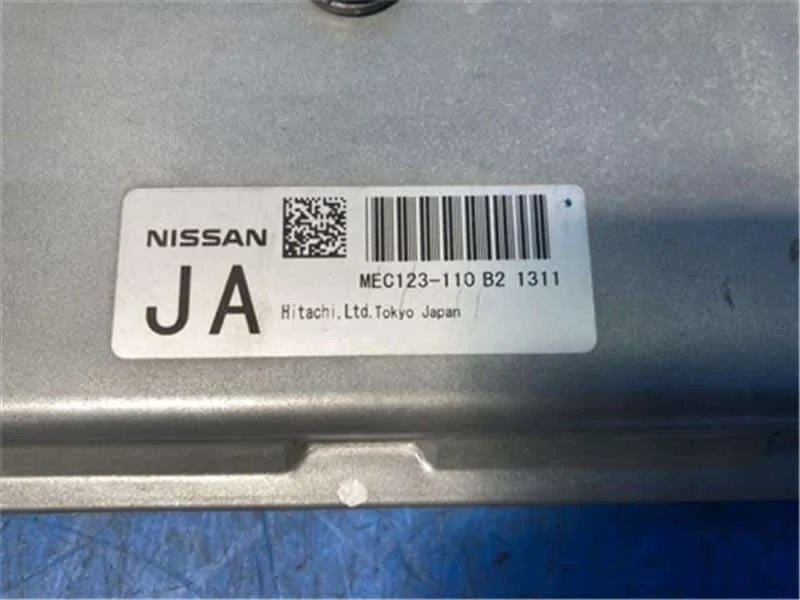 NISSAN
JA
MEC123-110 B2 1311
Hitachi,Ltd.Tokyo Japan